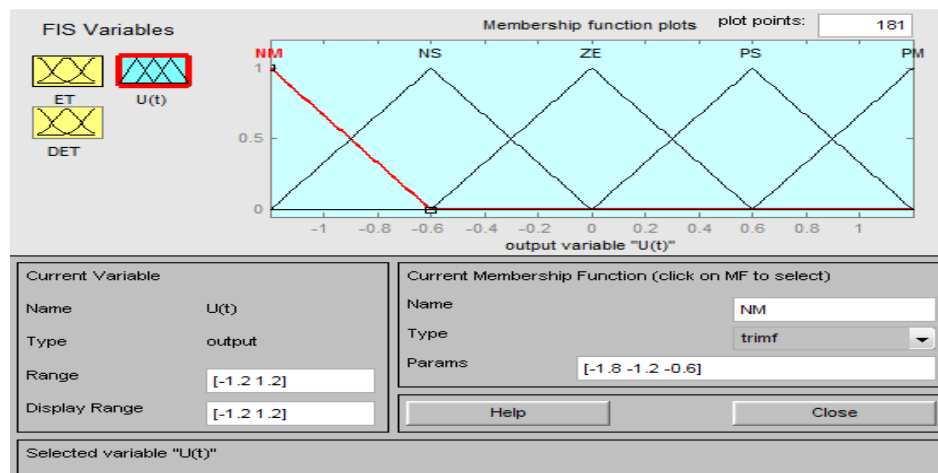 FIS Variables
Membership function plots plot points: 181
NM NS ZE PS PM
1
ET U(t)
0.5
DET
0
-1 -0.8 -0.6 -0.4 -0.2 0 0.2 0.4 0.6 0.8 1
output variable "U(t)"
Current Variable
Name U(t)
Type output
Range [-1.2 1.2]
Display Range [-1.2 1.2]
Current Membership Function (click on MF to select)
Name NM
Type trimf
Params [-1.8 -1.2 -0.6]
Help Close
Selected variable "U(t)"